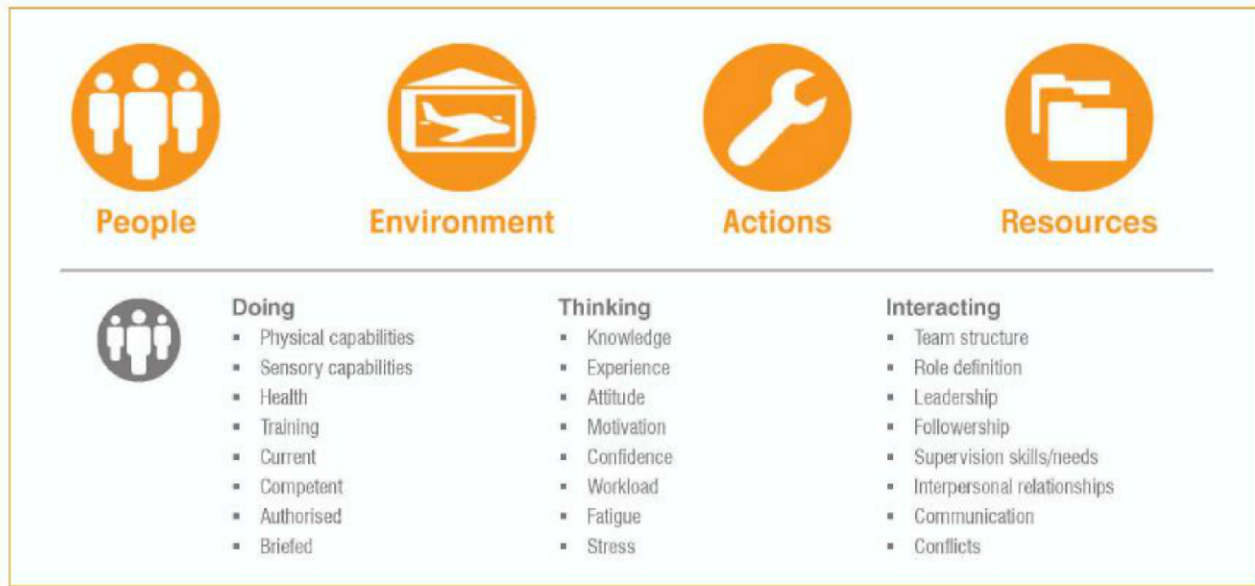 People
Environment
Actions
Resources
Doing
▪ Physical capabilities
▪ Sensory capabilities
▪ Health
▪ Training
▪ Current
▪ Competent
▪ Authorised
▪ Briefed
Thinking
▪ Knowledge
▪ Experience
▪ Attitude
▪ Motivation
▪ Confidence
▪ Workload
▪ Fatigue
▪ Stress
Interacting
▪ Team structure
▪ Role definition
▪ Leadership
▪ Followership
▪ Supervision skills/needs
▪ Interpersonal relationships
▪ Communication
▪ Conflicts